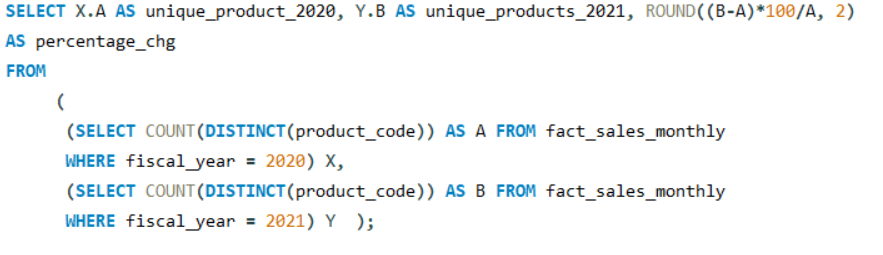 SELECT X.A AS unique_product_2020, Y.B AS unique_products_2021, ROUND((B-A)*100/A, 2)
AS percentage_chg
FROM
(
(SELECT COUNT(DISTINCT(product_code)) AS A FROM fact_sales_monthly
WHERE fiscal_year = 2020) X,
(SELECT COUNT(DISTINCT(product_code)) AS B FROM fact_sales_monthly
WHERE fiscal_year = 2021) Y );